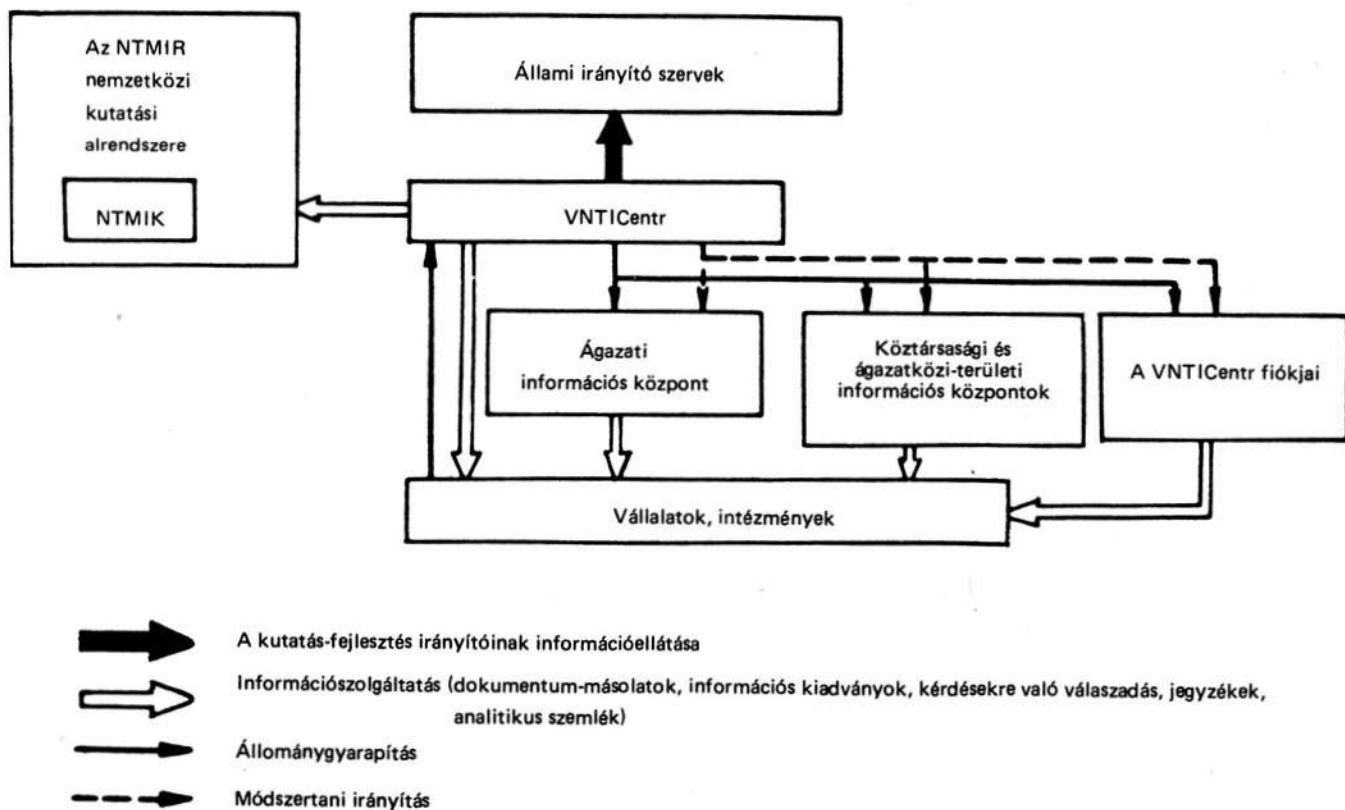 Az NTMIR
nemzetközi
kutatási
alrendszere
NTMIK
Állami irányító szervek
VNTICentr
Ágazati
információs központ
Köztársasági és
ágazatközi-területi
információs központok
A VNTICentr fiókjai
Vállalatok, intézmények
A kutatás-fejlesztés irányítóinak információellátása
Információszolgáltatás (dokumentum-másolatok, információs kiadványok, kérdésekre való válaszadás, jegyzékek,
analitikus szemlék)
Állománygyarapítás
Módszertani irányítás